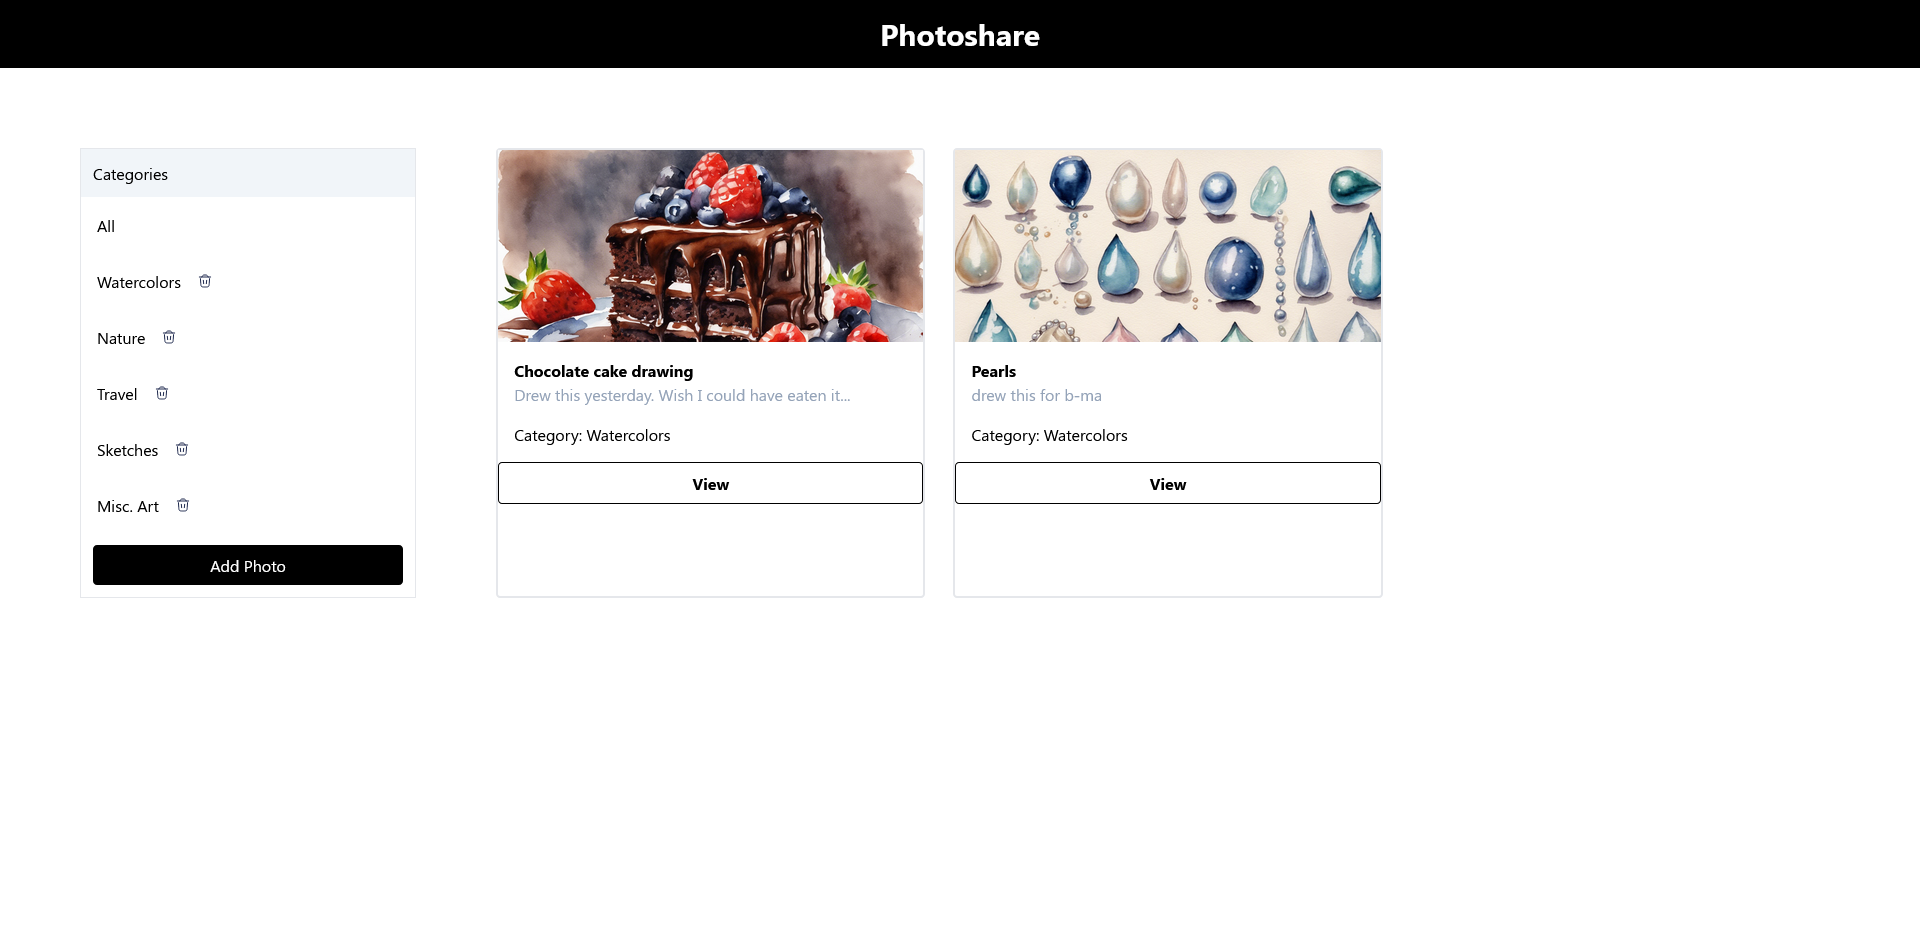 Photoshare
Categories
All
Watercolors
Nature
Travel
Sketches
Misc. Art
Add Photo
Chocolate cake drawing
Drew this yesterday. Wish I could have eaten it...
Category: Watercolors
View
Pearls
drew this for b-ma
Category: Watercolors
View